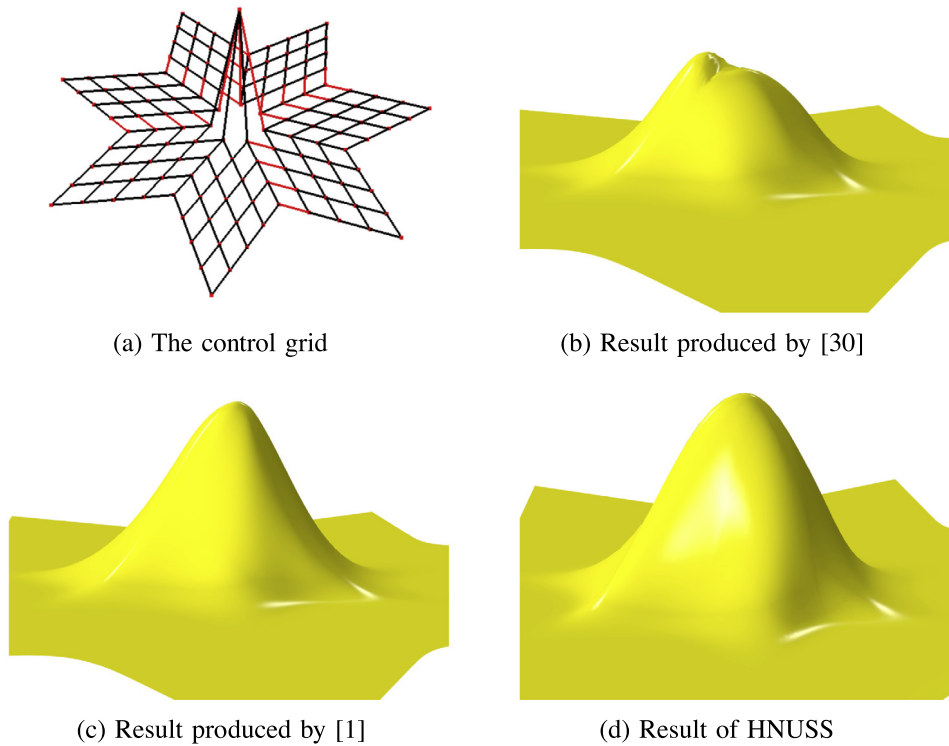 (a) The control grid
(b) Result produced by [30]
(c) Result produced by [1]
(d) Result of HNUSS